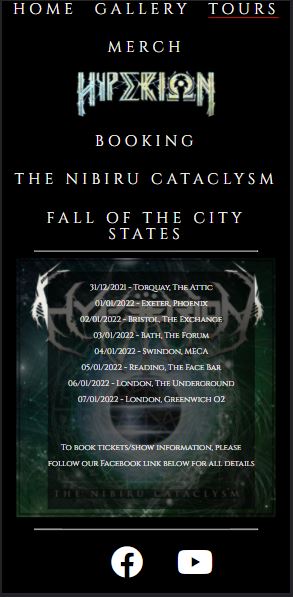 HOME GALLERY TOURS
MERCH
HYPERION
BOOKING
THE NIBIRU CATACLYSM
FALL OF THE CITY
STATES
31/12/2021 - Torquay, The Attic
01/01/2022 - Exeter, Phoenix
02/01/2022 - Bristol, The Exchange
03/01/2022 - Bath, The Forum
04/01/2022 - Swindon, MECA
05/01/2022 - Reading, The Face Bar
06/01/2022 - London, The Underground
07/01/2022 - London, Greenwich O2
To book tickets/show information, please
follow our Facebook link below for all details
THE NIBIRU CATACLYSM